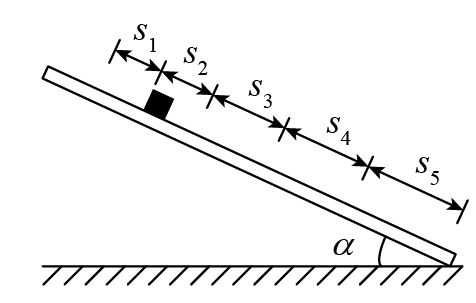 s₁
s₂
s₃
s₄
s₅
α